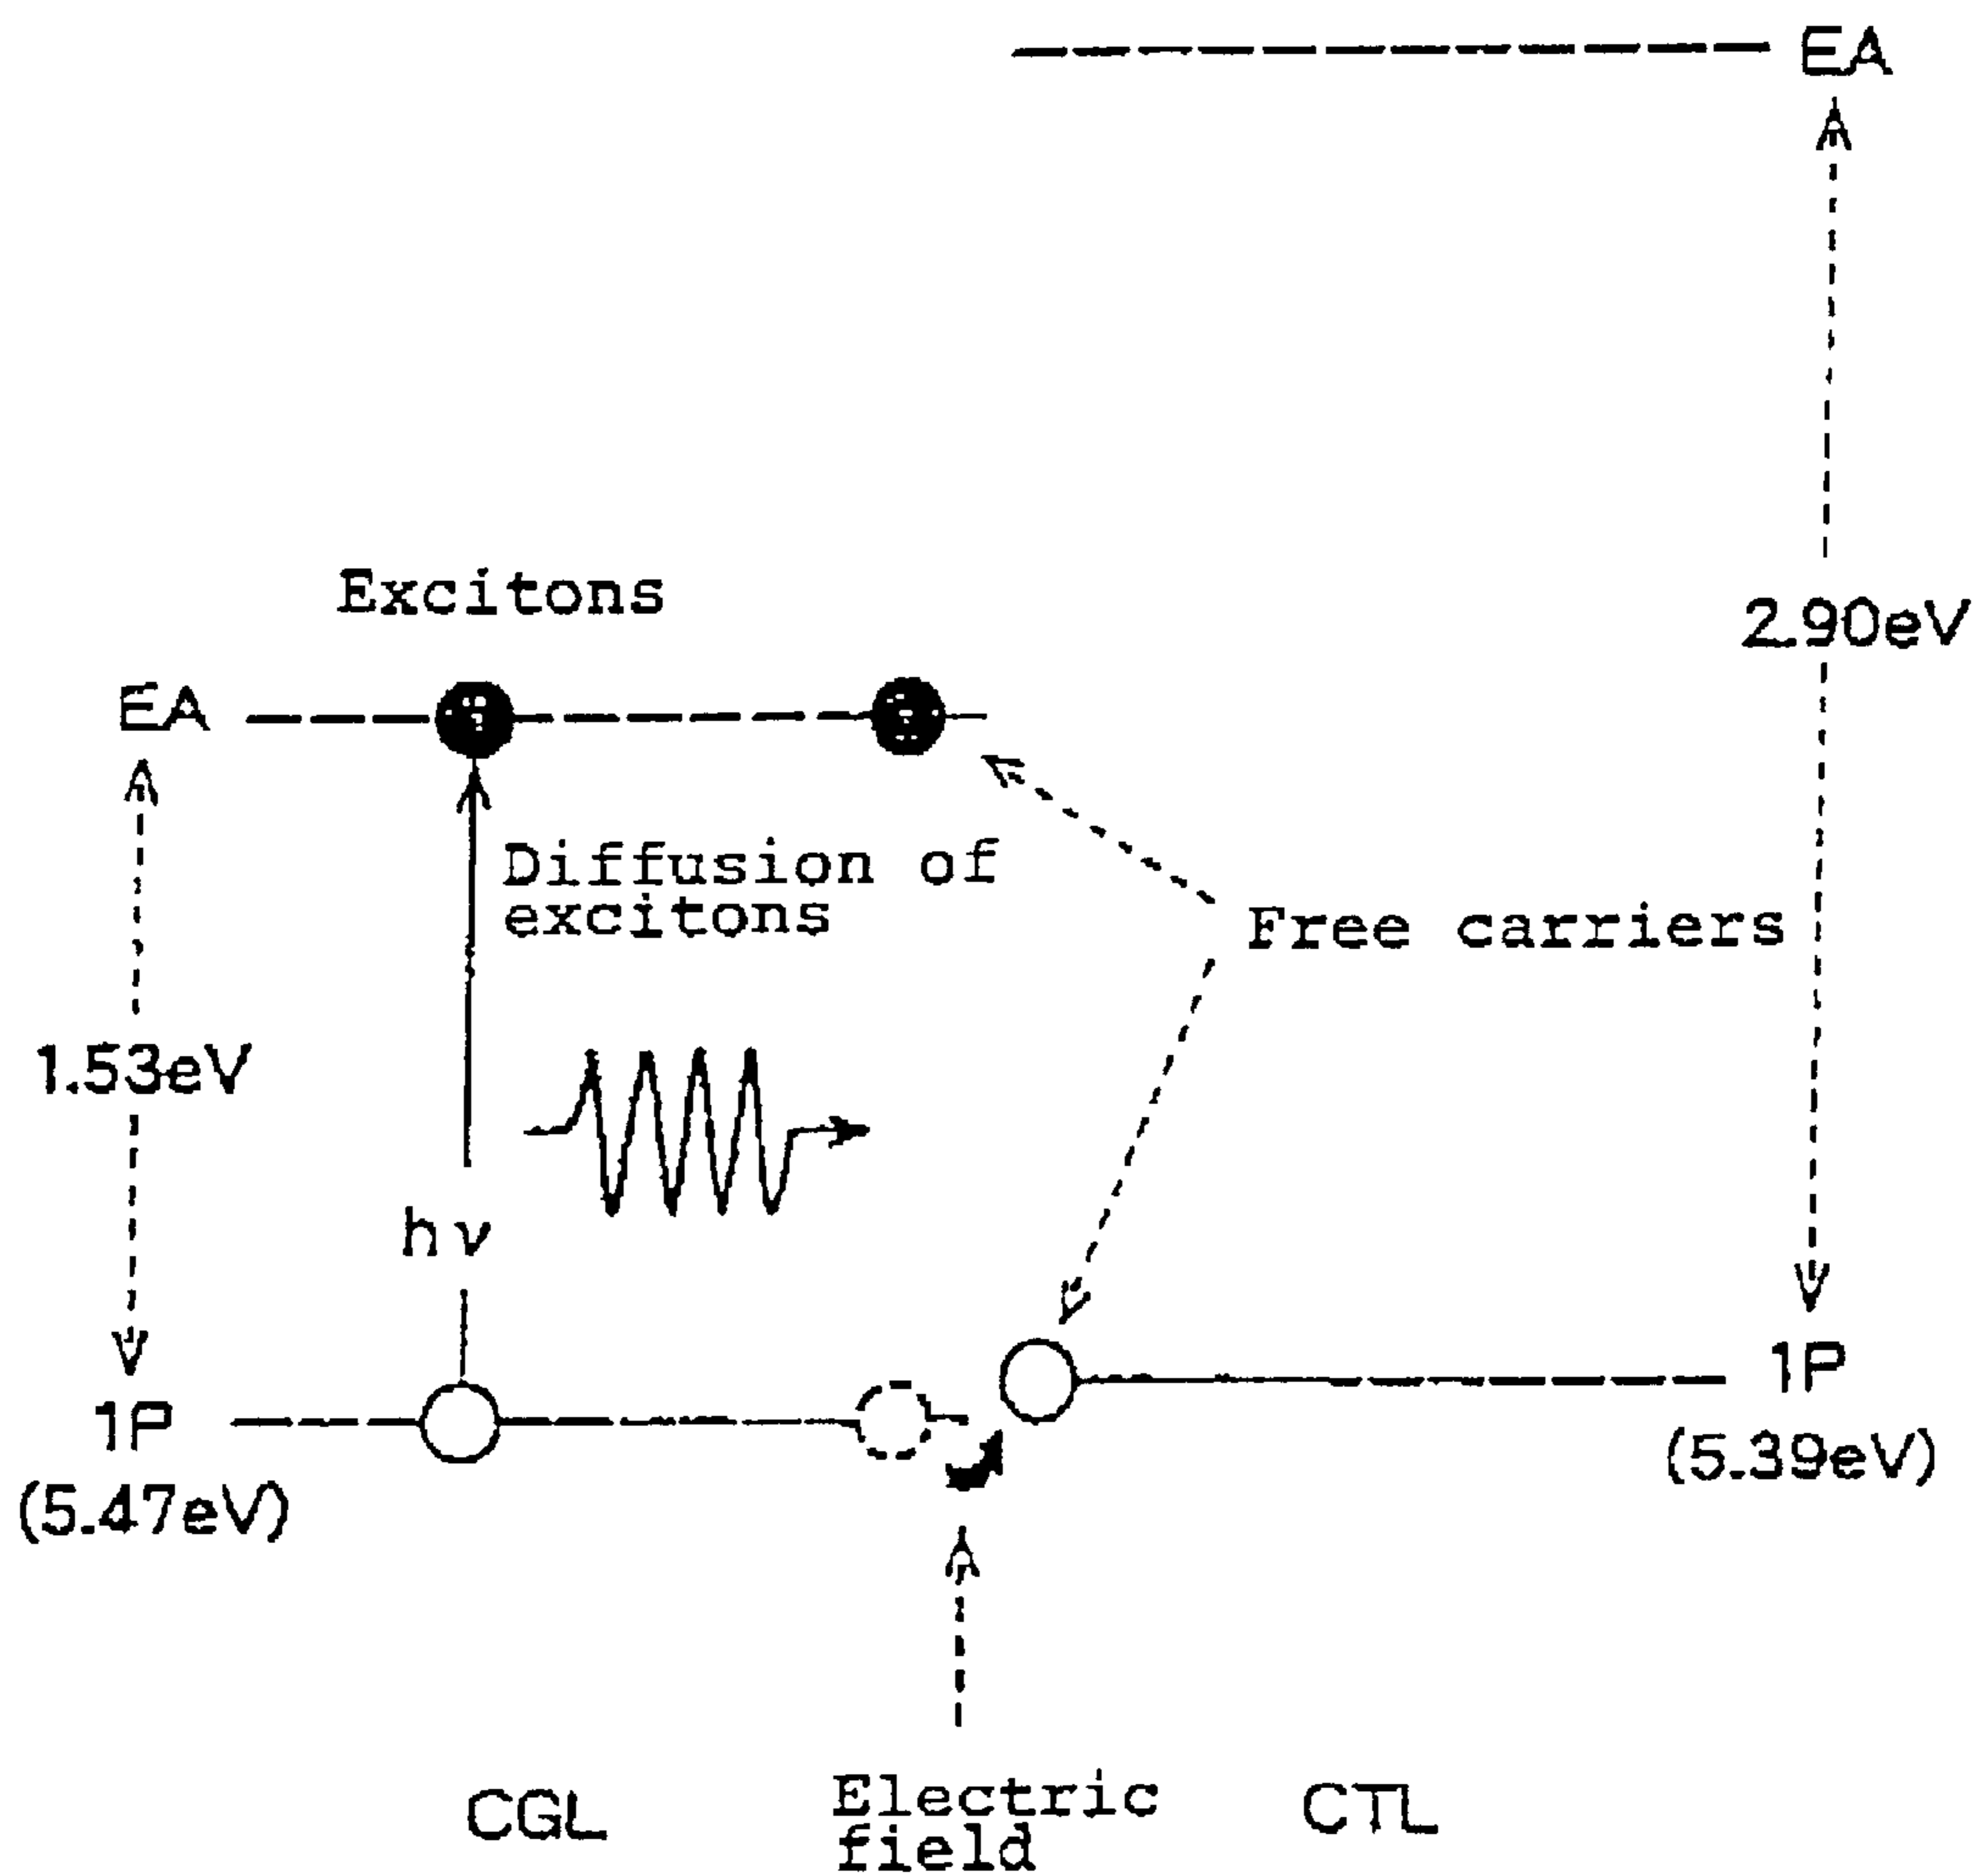 EA
Excitons
2.90eV
EA
Diffusion of
excitons
Free carriers
1.53eV
hν
1P
1P
(5.39eV)
(5.47eV)
CGL
Electric
field
CTL